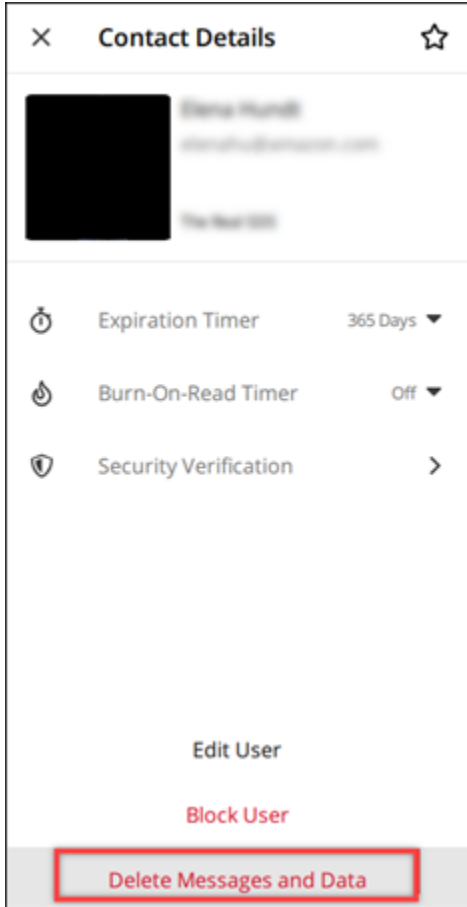 Contact Details
Expiration Timer 365 Days
Burn-On-Read Timer Off
Security Verification
Edit User
Block User
Delete Messages and Data